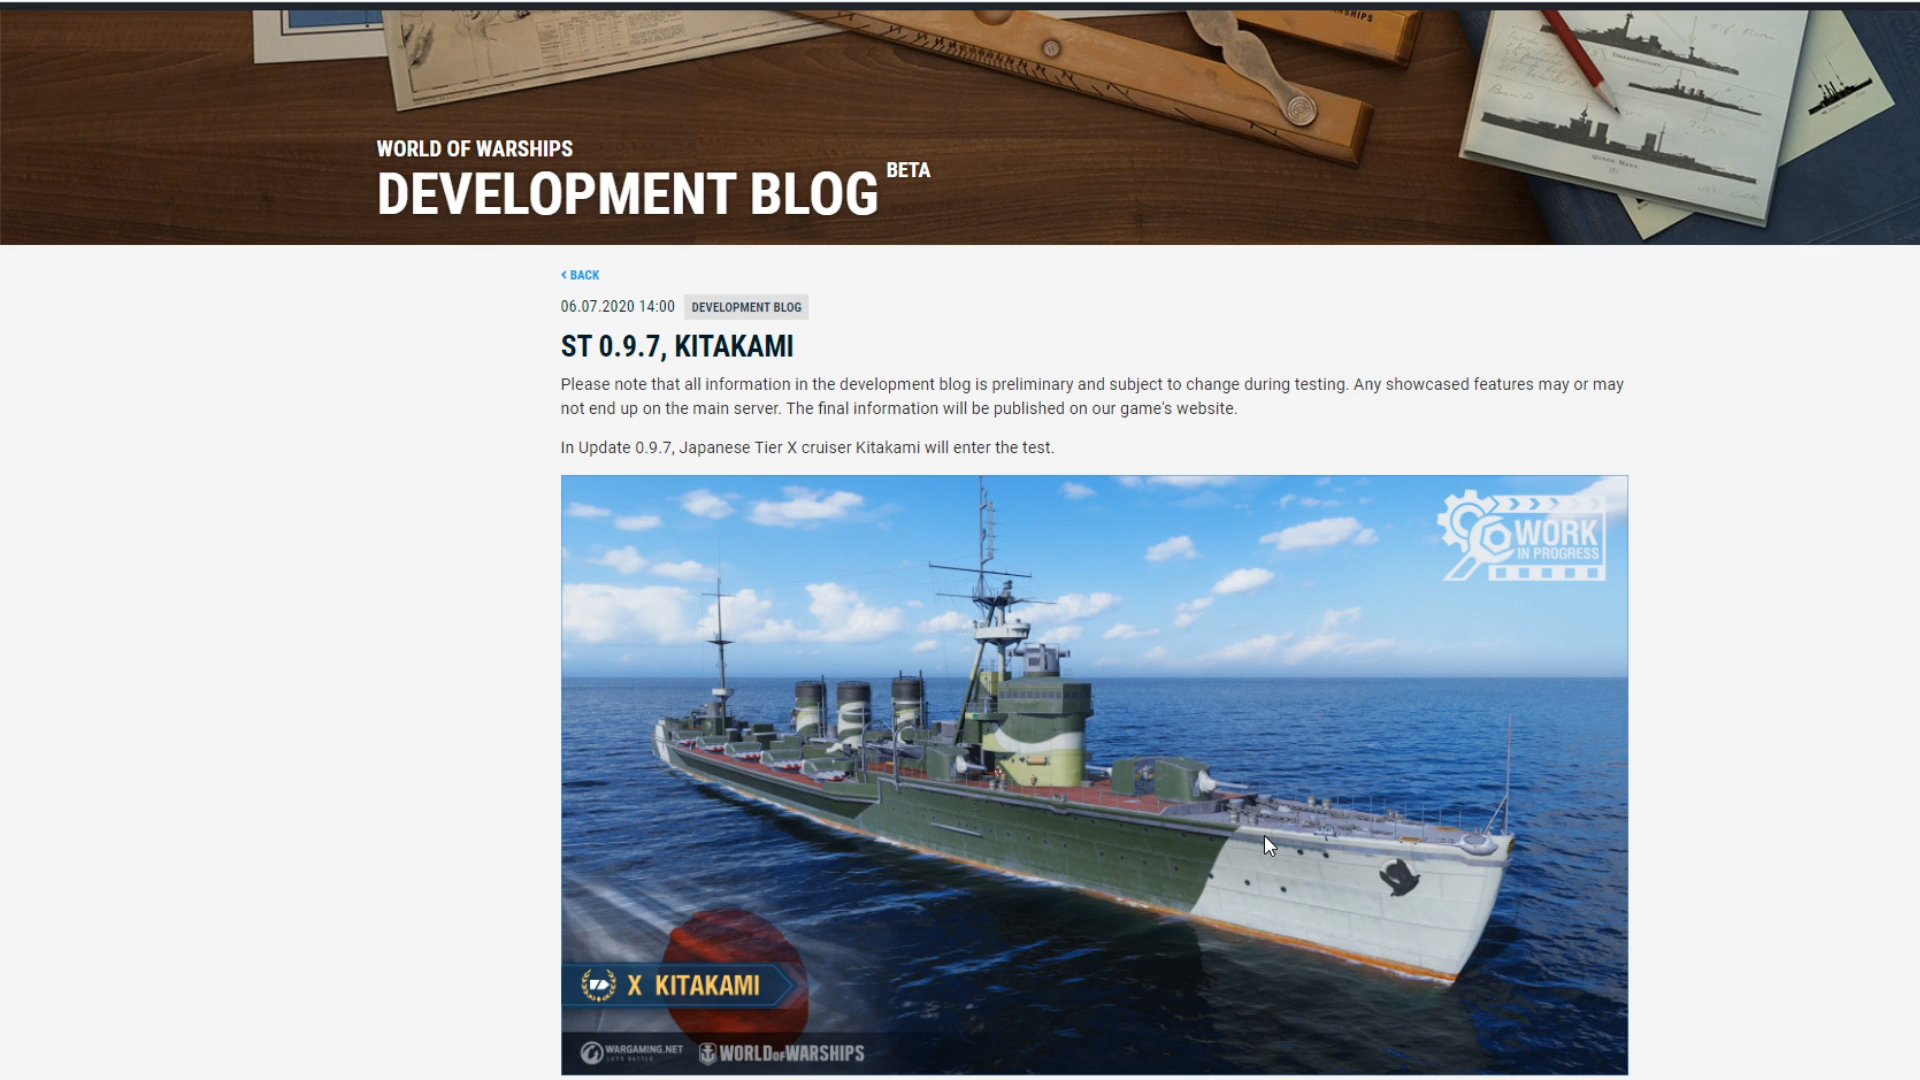 WORLD OF WARSHIPS
DEVELOPMENT BLOG BETA
BACK
06.07.2020 14:00 DEVELOPMENT BLOG
ST 0.9.7, KITAKAMI
Please note that all information in the development blog is preliminary and subject to change during testing. Any showcased features may or may
not end up on the main server. The final information will be published on our game's website.
In Update 0.9.7, Japanese Tier X cruiser Kitakami will enter the test.
WORK
IN PROGRESS
X KITAKAMI
WARGAMING.NET
LET'S BATTLE
WORLD OF WARSHIPS